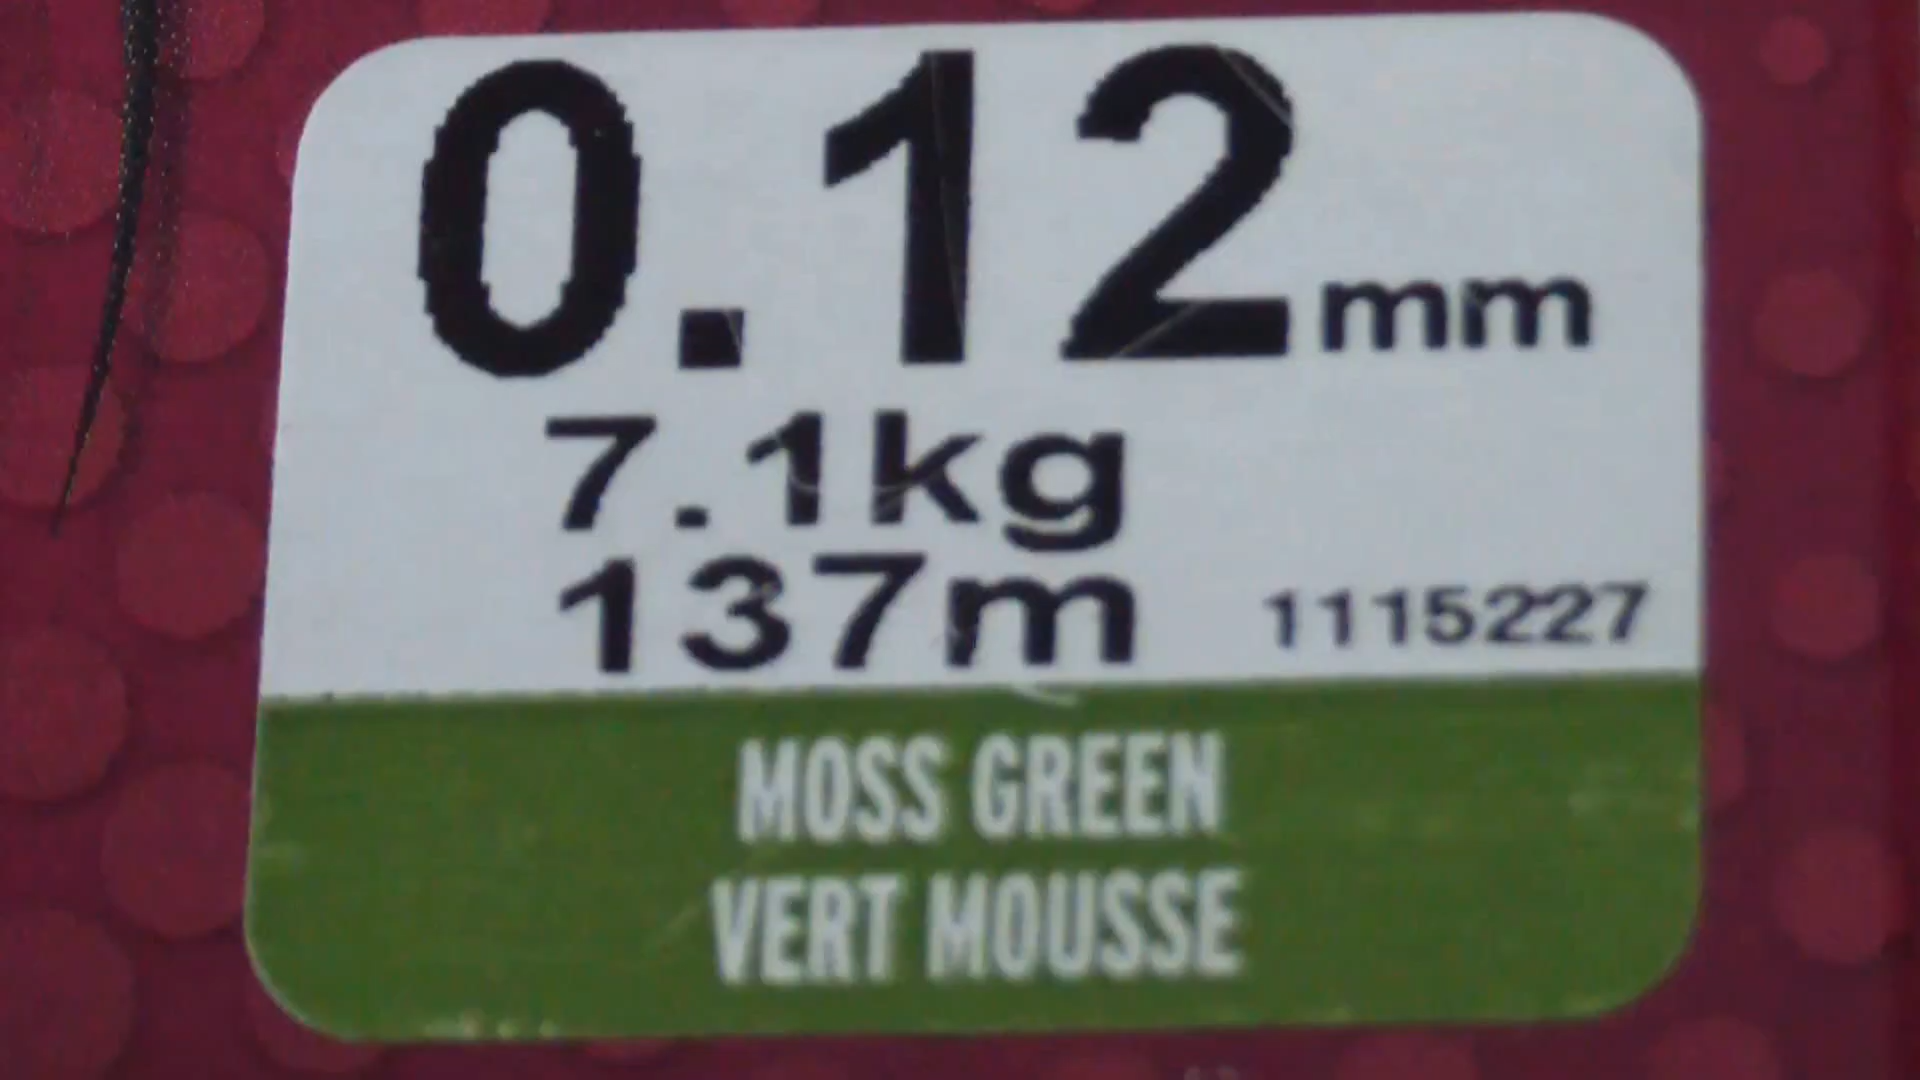 0.12mm
7.1kg
137m 1115227
MOSS GREEN
VERT MOUSSE